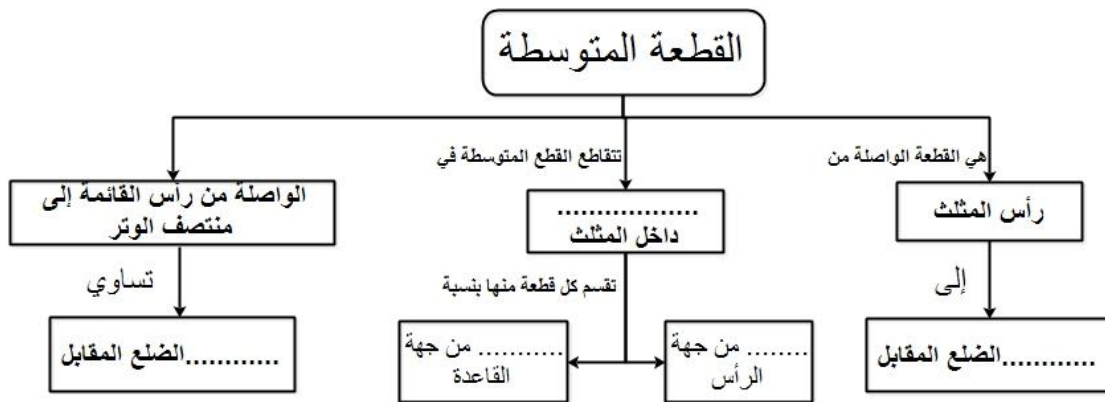 القطعة المتوسطة
هي القطعة الواصلة من
رأس المثلث
إلى
............الضلع المقابل
تتقاطع القطع المتوسطة في
..................
داخل المثلث
تقسم كل قطعة منها بنسبة
........ من جهة
الرأس
........... من جهة
القاعدة
الواصلة من رأس القائمة إلى
منتصف الوتر
تساوي
............الضلع المقابل